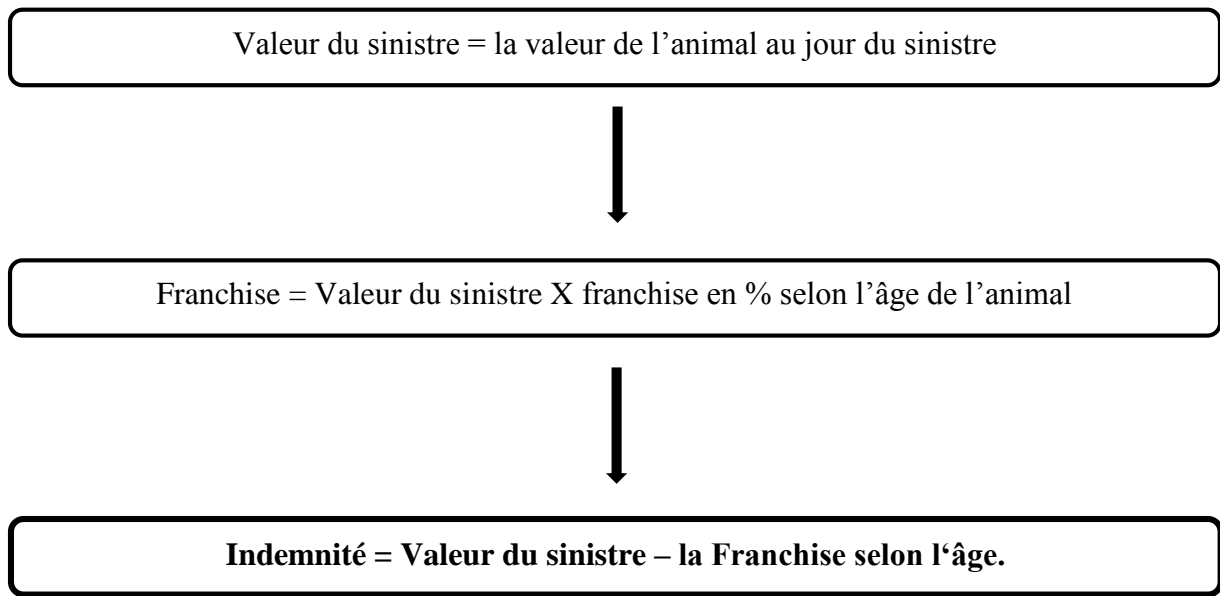 Valeur du sinistre = la valeur de l’animal au jour du sinistre
Franchise = Valeur du sinistre X franchise en % selon l’âge de l’animal
Indemnité = Valeur du sinistre – la Franchise selon l‘âge.